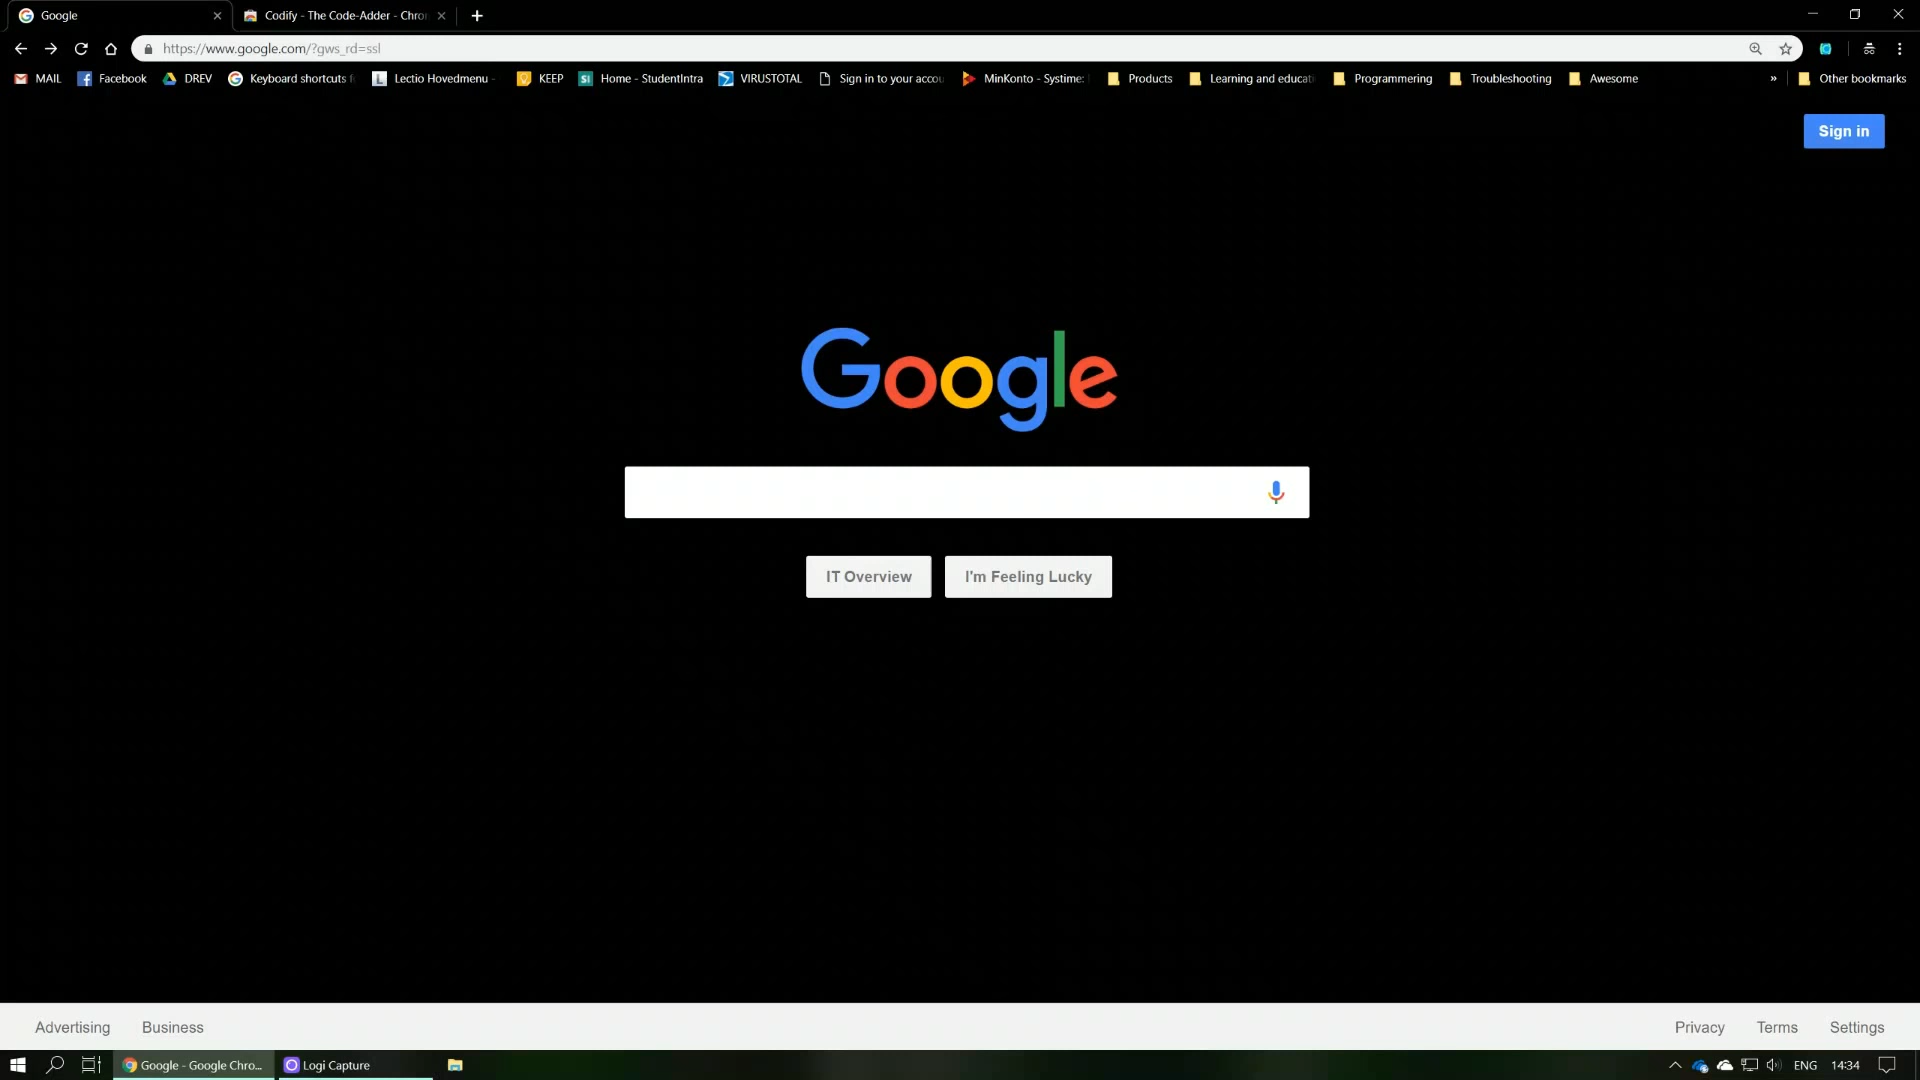 Google
Codify - The Code-Adder - Chro
https://www.google.com/?gws_rd=ssl
MAIL Facebook DREV Keyboard shortcuts f Lectio Hovedmenu - KEEP Home - StudentIntra VIRUSTOTAL Sign in to your accou MinKonto - Systime: Products Learning and educati Programmering Troubleshooting Awesome » Other bookmarks
Sign in
Google
IT Overview I'm Feeling Lucky
Advertising Business Privacy Terms Settings
Google - Google Chro... Logi Capture ENG 14:34